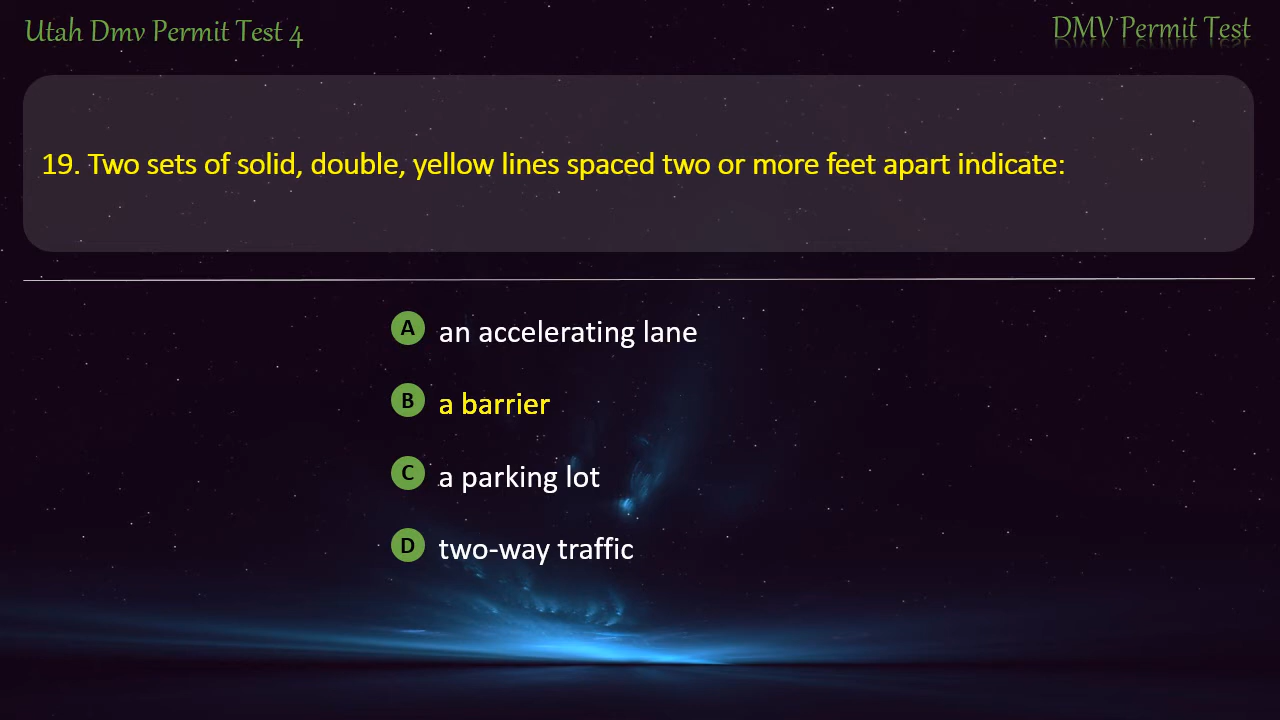 Utah Dmv Permit Test 4
DMV Permit Test
19. Two sets of solid, double, yellow lines spaced two or more feet apart indicate:
A an accelerating lane
B a barrier
C a parking lot
D two-way traffic